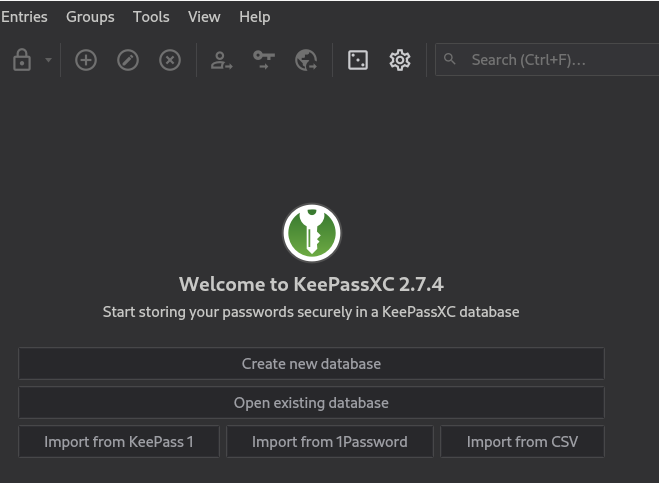 Entries Groups Tools View Help
Search (Ctrl+F)...
Welcome to KeePassXC 2.7.4
Start storing your passwords securely in a KeePassXC database
Create new database
Open existing database
Import from KeePass 1 Import from 1Password Import from CSV